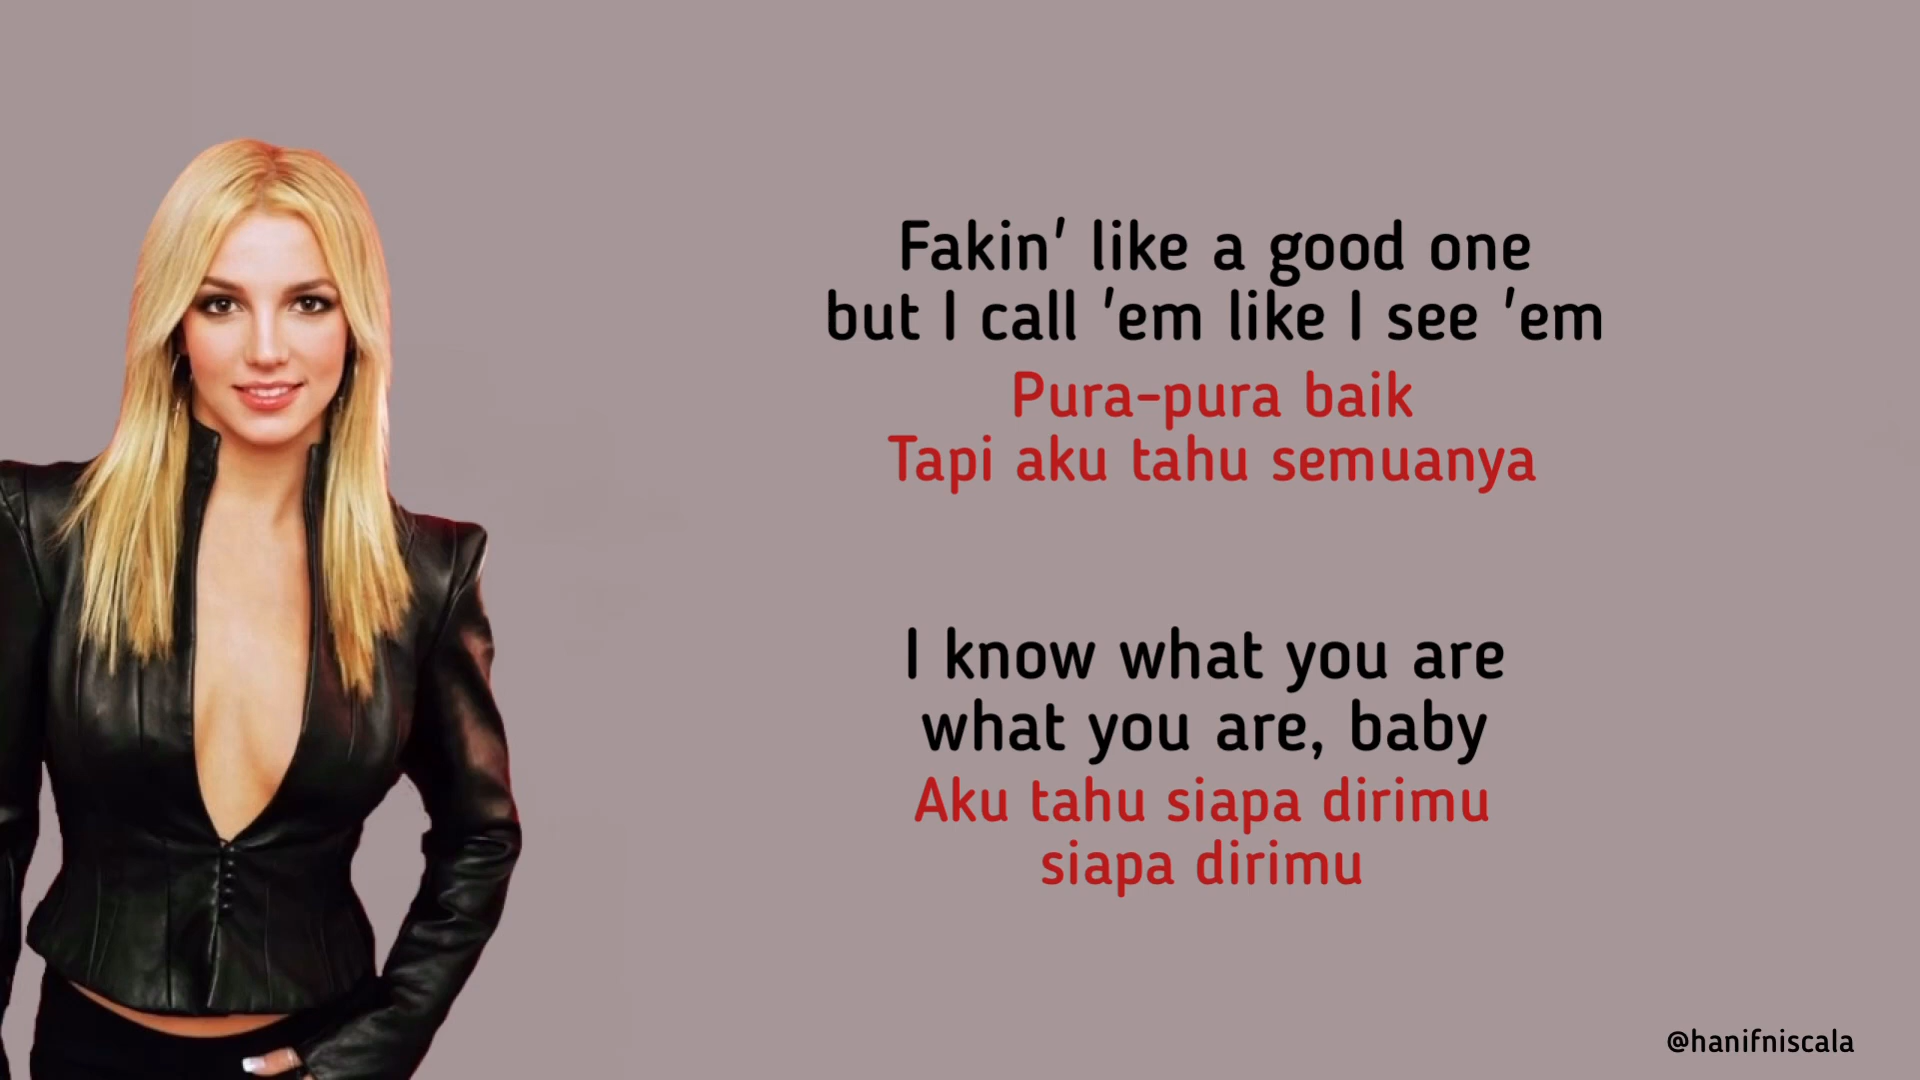 Fakin' like a good one
but I call 'em like I see 'em
Pura-pura baik
Tapi aku tahu semuanya
I know what you are
what you are, baby
Aku tahu siapa dirimu
siapa dirimu
@hanifniscala